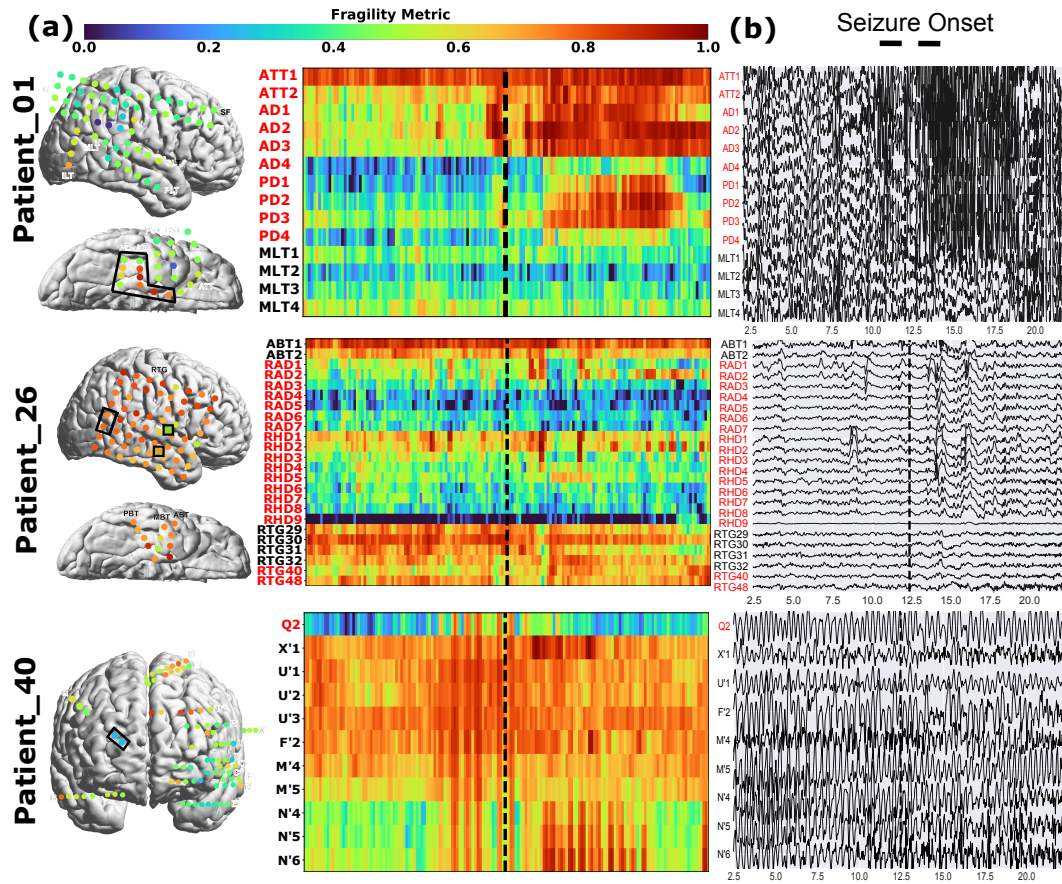 (a)
Fragility Metric
0.0 0.2 0.4 0.6 0.8 1.0
(b)
Seizure Onset
Patient_01
SF
MLT
ILT
ATT1
ATT2
AD1
AD2
AD3
AD4
PD1
PD2
PD3
PD4
MLT1
MLT2
MLT3
MLT4
ATT1
ATT2
AD1
AD2
AD3
AD4
PD1
PD2
PD3
PD4
MLT1
MLT2
MLT3
MLT4
2.5 5.0 7.5 10.0 12.5 15.0 17.5 20.0
Patient_26
RTG
PBT MBT ABT
ABT1
ABT2
RAD1
RAD2
RAD3
RAD4
RAD5
RAD6
RAD7
RHD1
RHD2
RHD3
RHD4
RHD5
RHD6
RHD7
RHD8
RHD9
RTG29
RTG30
RTG31
RTG32
RTG40
RTG48
ABT1
ABT2
RAD1
RAD2
RAD3
RAD4
RAD5
RAD6
RAD7
RHD1
RHD2
RHD3
RHD4
RHD5
RHD6
RHD7
RHD8
RHD9
RTG29
RTG30
RTG31
RTG32
RTG40
RTG48
2.5 5.0 7.5 10.0 12.5 15.0 17.5 20.0
Patient_40
Q2
X'1
U'1
U'2
U'3
F'2
M'4
M'5
N'4
N'5
N'6
Q2
X'1
U'1
F'2
M'4
M'5
N'4
N'5
N'6
2.5 5.0 7.5 10.0 12.5 15.0 17.5 20.0